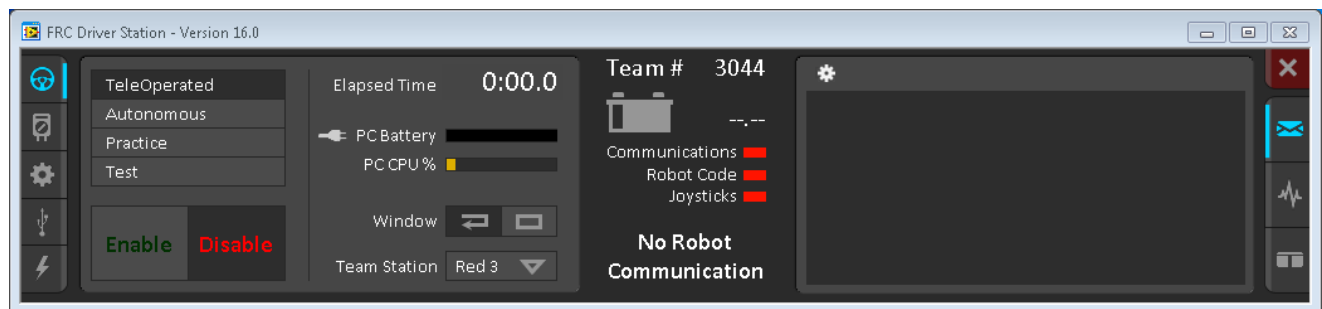 FRC Driver Station - Version 16.0
TeleOperated
Autonomous
Practice
Test
Enable Disable
Elapsed Time 0:00.0
PC Battery
PC CPU %
Window
Team Station Red 3
Team # 3044
--.--
Communications
Robot Code
Joysticks
No Robot
Communication